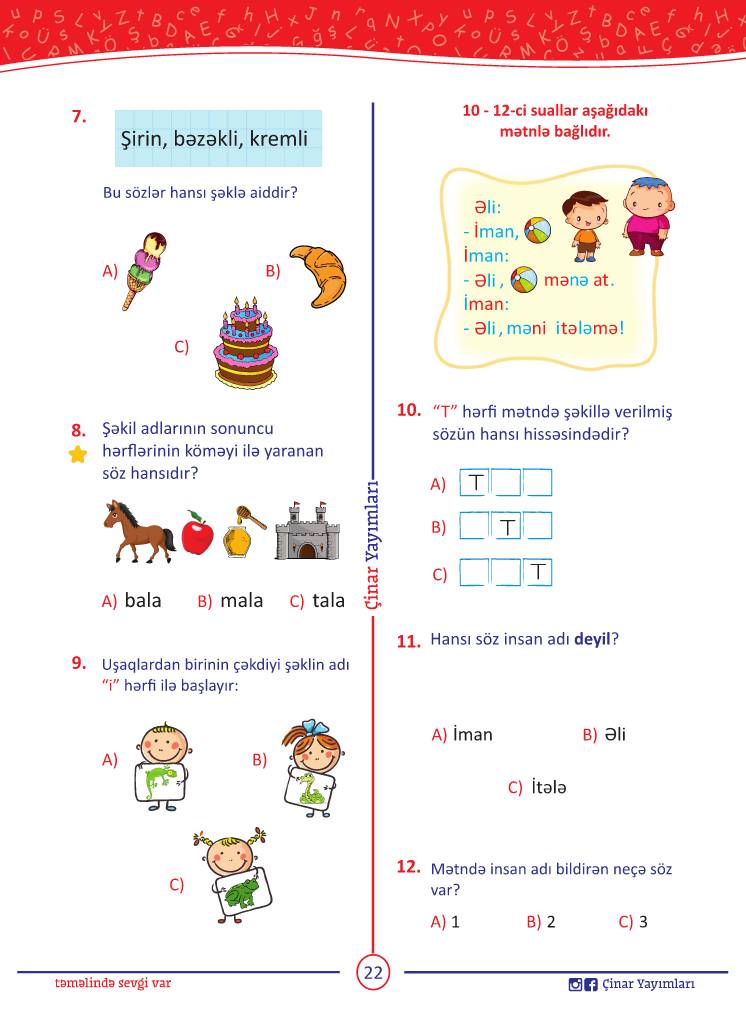 7.
Şirin, bəzəkli, kremli
Bu sözlər hansı şəklə aiddir?
A)
B)
C)
8. Şəkil adlarının sonuncu
hərflərinin köməyi ilə yaranan
söz hansıdır?
A) bala B) mala C) tala
9. Uşaqlardan birinin çəkdiyi şəklin adı
“i” hərfi ilə başlayır:
A)
B)
C)
Çinar Yayımları
10 - 12-ci suallar aşağıdakı
mətnlə bağlıdır.
Əli:
- İman,
İman:
- Əli , mənə at.
İman:
- Əli , məni itələmə!
10. “T” hərfi mətndə şəkillə verilmiş
sözün hansı hissəsindədir?
A) T
B) T
C) T
11. Hansı söz insan adı deyil?
A) İman B) Əli
C) İtələ
12. Mətndə insan adı bildirən neçə söz
var?
A) 1 B) 2 C) 3
təməlində sevgi var
22
Çinar Yayımları